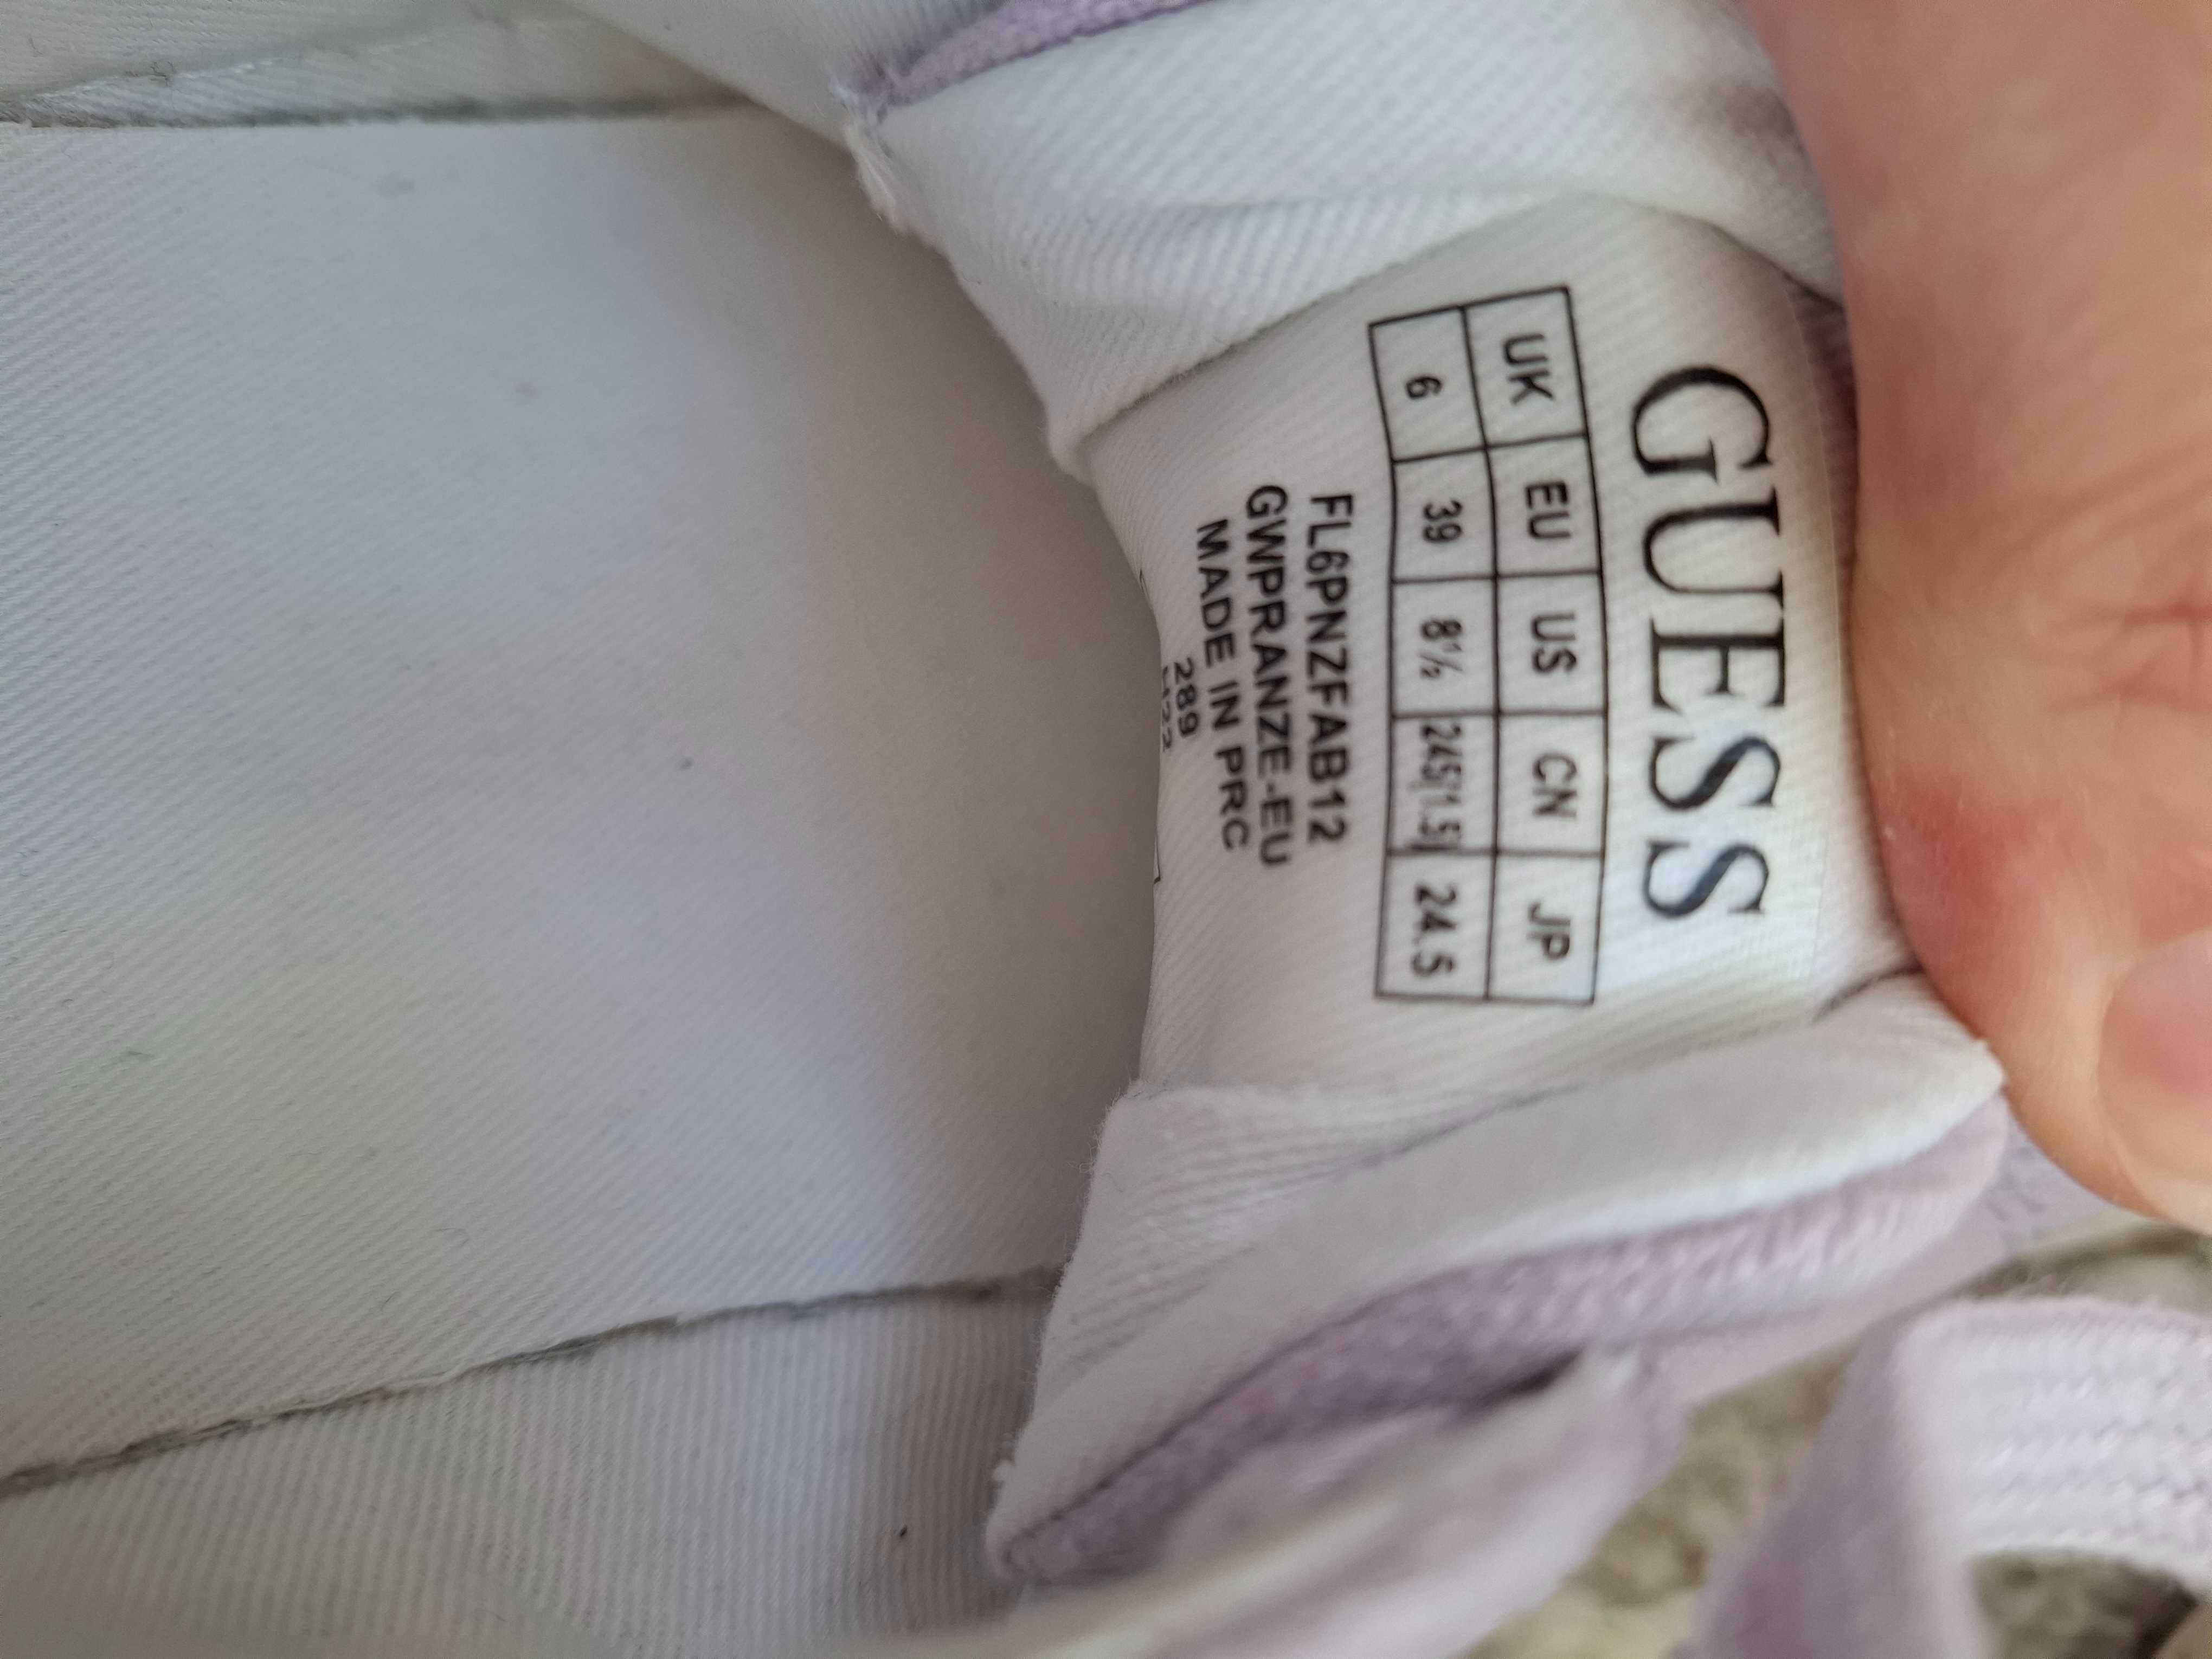 GUESS
UK EU US CN JP
6 39 8½ 245(1.5) 24.5
FL6PNZFAB12
GWPRANZE-EU
MADE IN PRC
289